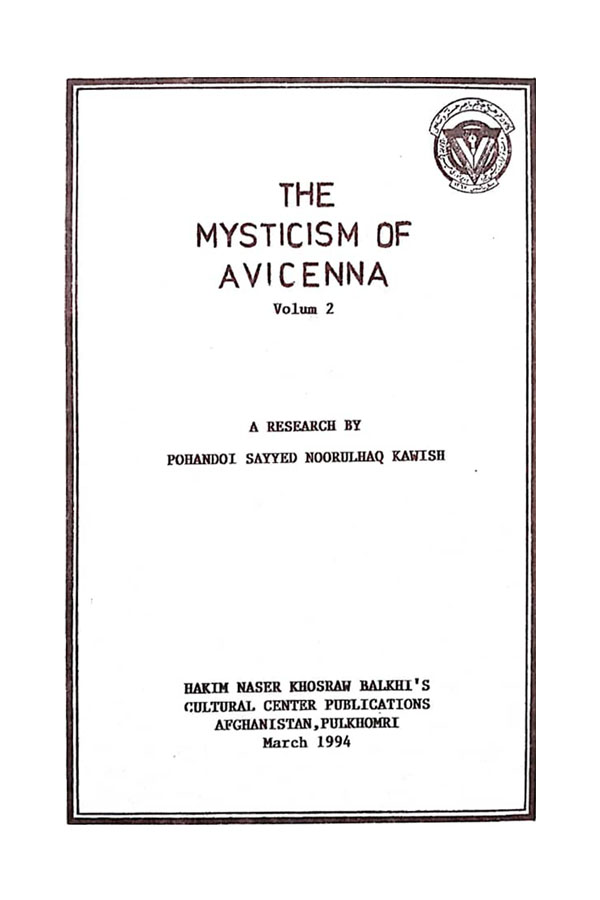 THE
MYSTICISM OF
AVICENNA
Volum 2
A RESEARCH BY
POHANDOI SAYYED NOORULHAQ KAWISH
HAKIM NASER KHOSRAW BALKHI'S
CULTURAL CENTER PUBLICATIONS
AFGHANISTAN,PULKHOMRI
March 1994